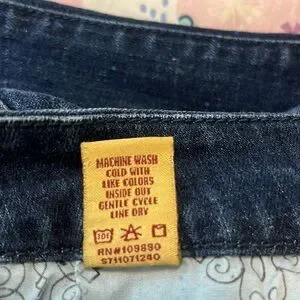 MACHINE WASH
COLD WITH
LIKE COLORS
INSIDE OUT
GENTLE CYCLE
LINE DRY
RN#109890
S711071240